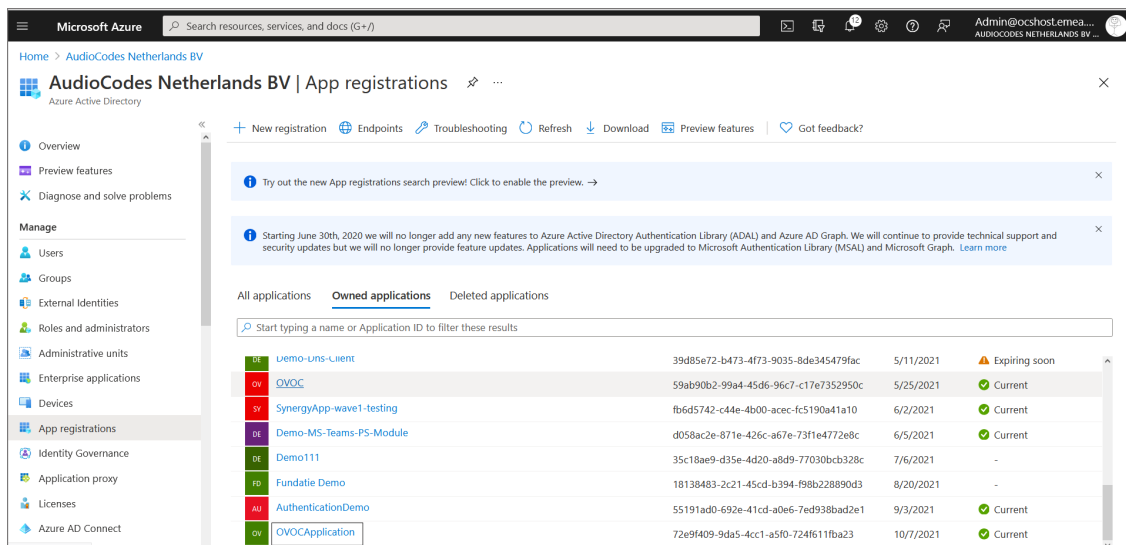 Microsoft Azure
Search resources, services, and docs (G+/)
12
Admin@ocshost.emea....
AUDIOCODES NETHERLANDS BV ...
Home > AudioCodes Netherlands BV
AudioCodes Netherlands BV | App registrations
Azure Active Directory
New registration
Endpoints
Troubleshooting
Refresh
Download
Preview features
Got feedback?
Overview
Preview features
Diagnose and solve problems
Manage
Users
Groups
External Identities
Roles and administrators
Administrative units
Enterprise applications
Devices
App registrations
Identity Governance
Application proxy
Licenses
Azure AD Connect
Try out the new App registrations search preview! Click to enable the preview. →
Starting June 30th, 2020 we will no longer add any new features to Azure Active Directory Authentication Library (ADAL) and Azure AD Graph. We will continue to provide technical support and
security updates but we will no longer provide feature updates. Applications will need to be upgraded to Microsoft Authentication Library (MSAL) and Microsoft Graph. Learn more
All applications Owned applications Deleted applications
Start typing a name or Application ID to filter these results
DE Demo-Dns-Client 39d85e72-b473-4f73-9035-8de345479fac 5/11/2021 Expiring soon
OV OVOC 59ab90b2-99a4-45d6-96c7-c17e7352950c 5/25/2021 Current
SY SynergyApp-wave1-testing fb6d5742-c44e-4b00-acec-fc5190a41a10 6/2/2021 Current
DE Demo-MS-Teams-PS-Module d058ac2e-871e-426c-a67e-73f1e4772e8c 6/5/2021 Current
DE Demo111 35c18ae9-d35e-4d20-a8d9-77030bcb328c 7/6/2021 -
FD Fundatie Demo 18138483-2c21-45cd-b394-f98b228890d3 8/20/2021 -
AU AuthenticationDemo 55191ad0-692e-41cd-a0e6-7ed938bad2e1 9/3/2021 Current
OV OVOCApplication 72e9f409-9da5-4cc1-a5f0-724f611fba23 10/7/2021 Current